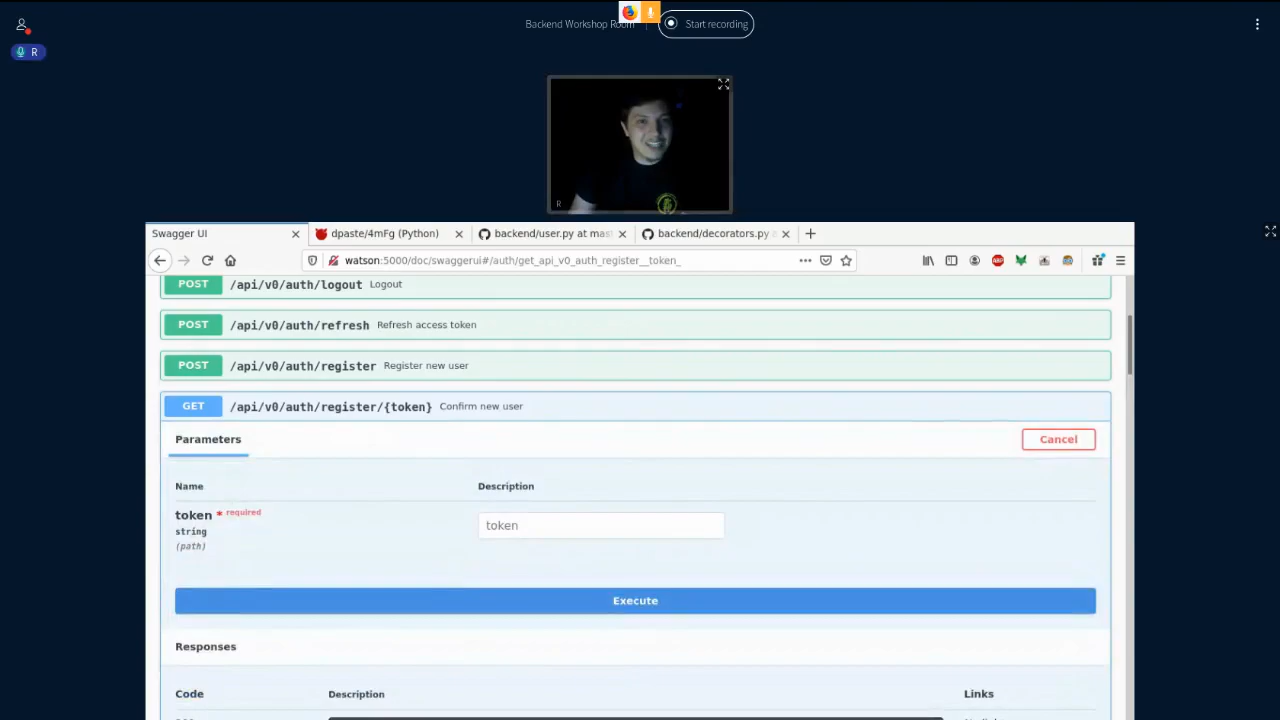 Backend Workshop Room
Start recording
R
R
Swagger UI
dpaste/4mFg (Python)
backend/user.py at mas
backend/decorators.py a
watson:5000/doc/swaggerui#/auth/get_api_v0_auth_register__token_
ABP
POST /api/v0/auth/logout Logout
POST /api/v0/auth/refresh Refresh access token
POST /api/v0/auth/register Register new user
GET /api/v0/auth/register/{token} Confirm new user
Parameters
Cancel
Name Description
token * required
token
string
(path)
Execute
Responses
Code Description Links